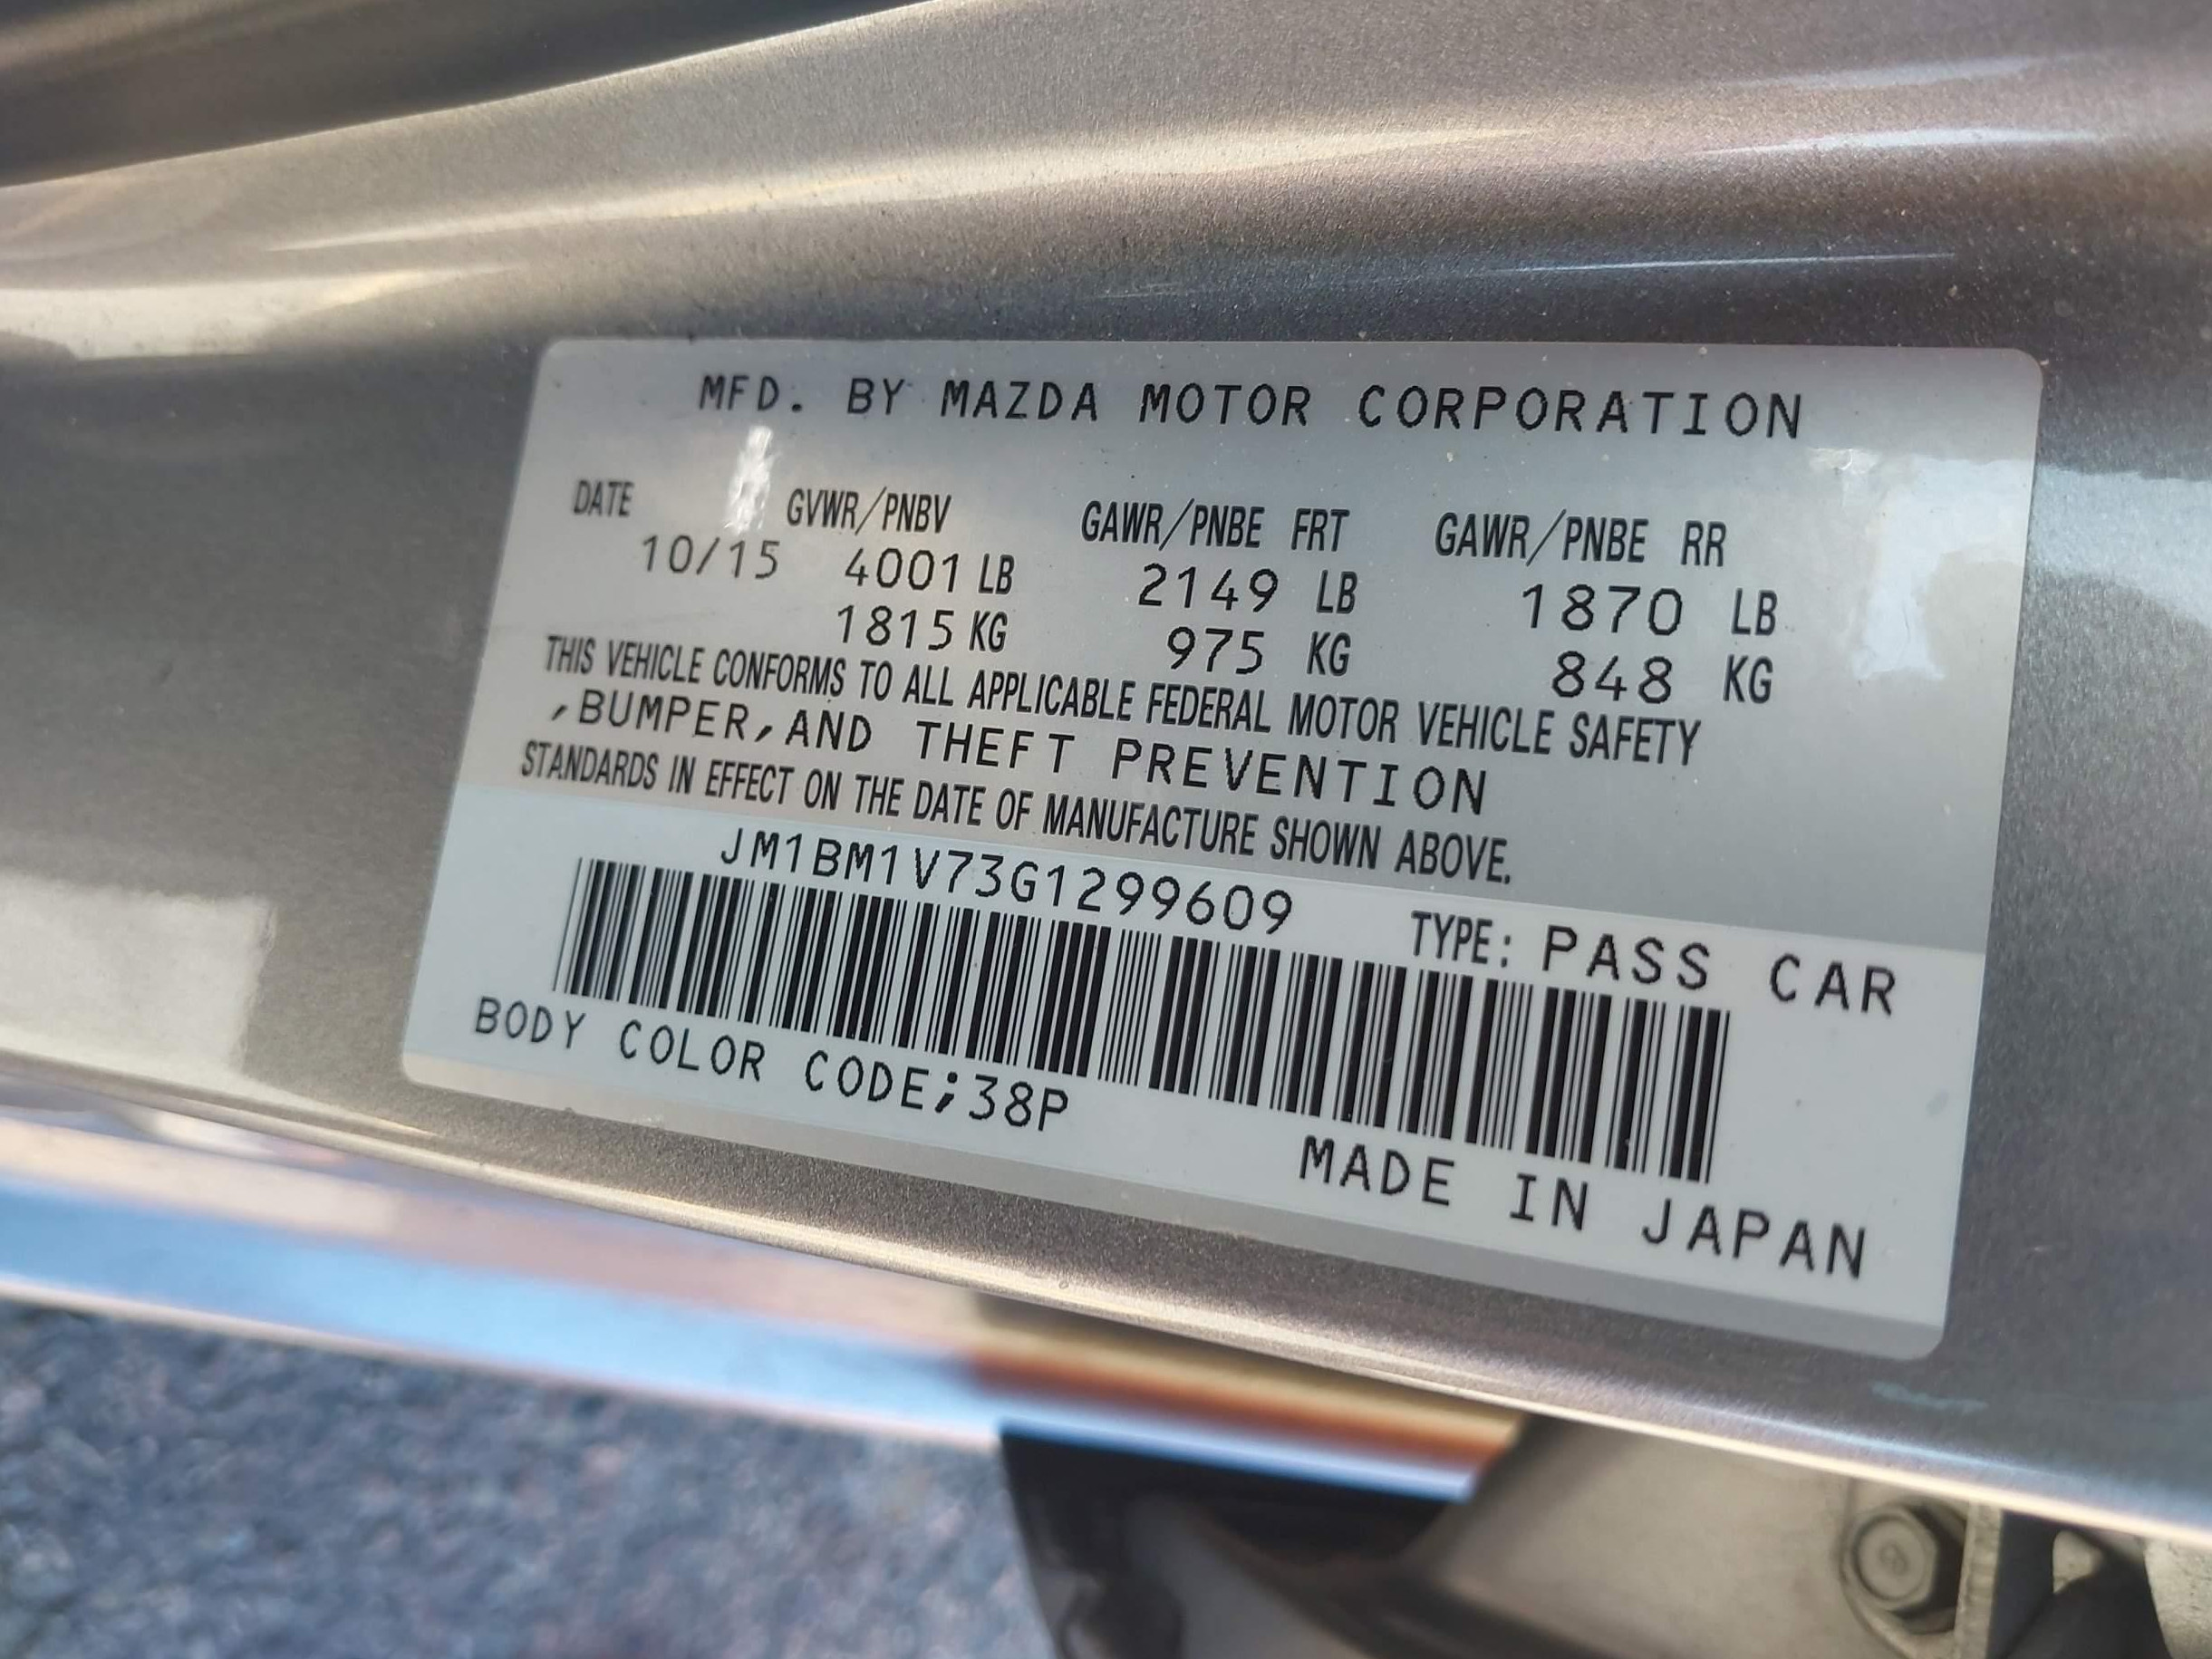 MFD. BY MAZDA MOTOR CORPORATION
DATE GVWR/PNBV GAWR/PNBE FRT GAWR/PNBE RR
10/15 4001 LB 2149 LB 1870 LB
1815 KG 975 KG 848 KG
THIS VEHICLE CONFORMS TO ALL APPLICABLE FEDERAL MOTOR VEHICLE SAFETY
,BUMPER,AND THEFT PREVENTION
STANDARDS IN EFFECT ON THE DATE OF MANUFACTURE SHOWN ABOVE.
JM1BM1V73G1299609 TYPE: PASS CAR
BODY COLOR CODE;38P
MADE IN JAPAN